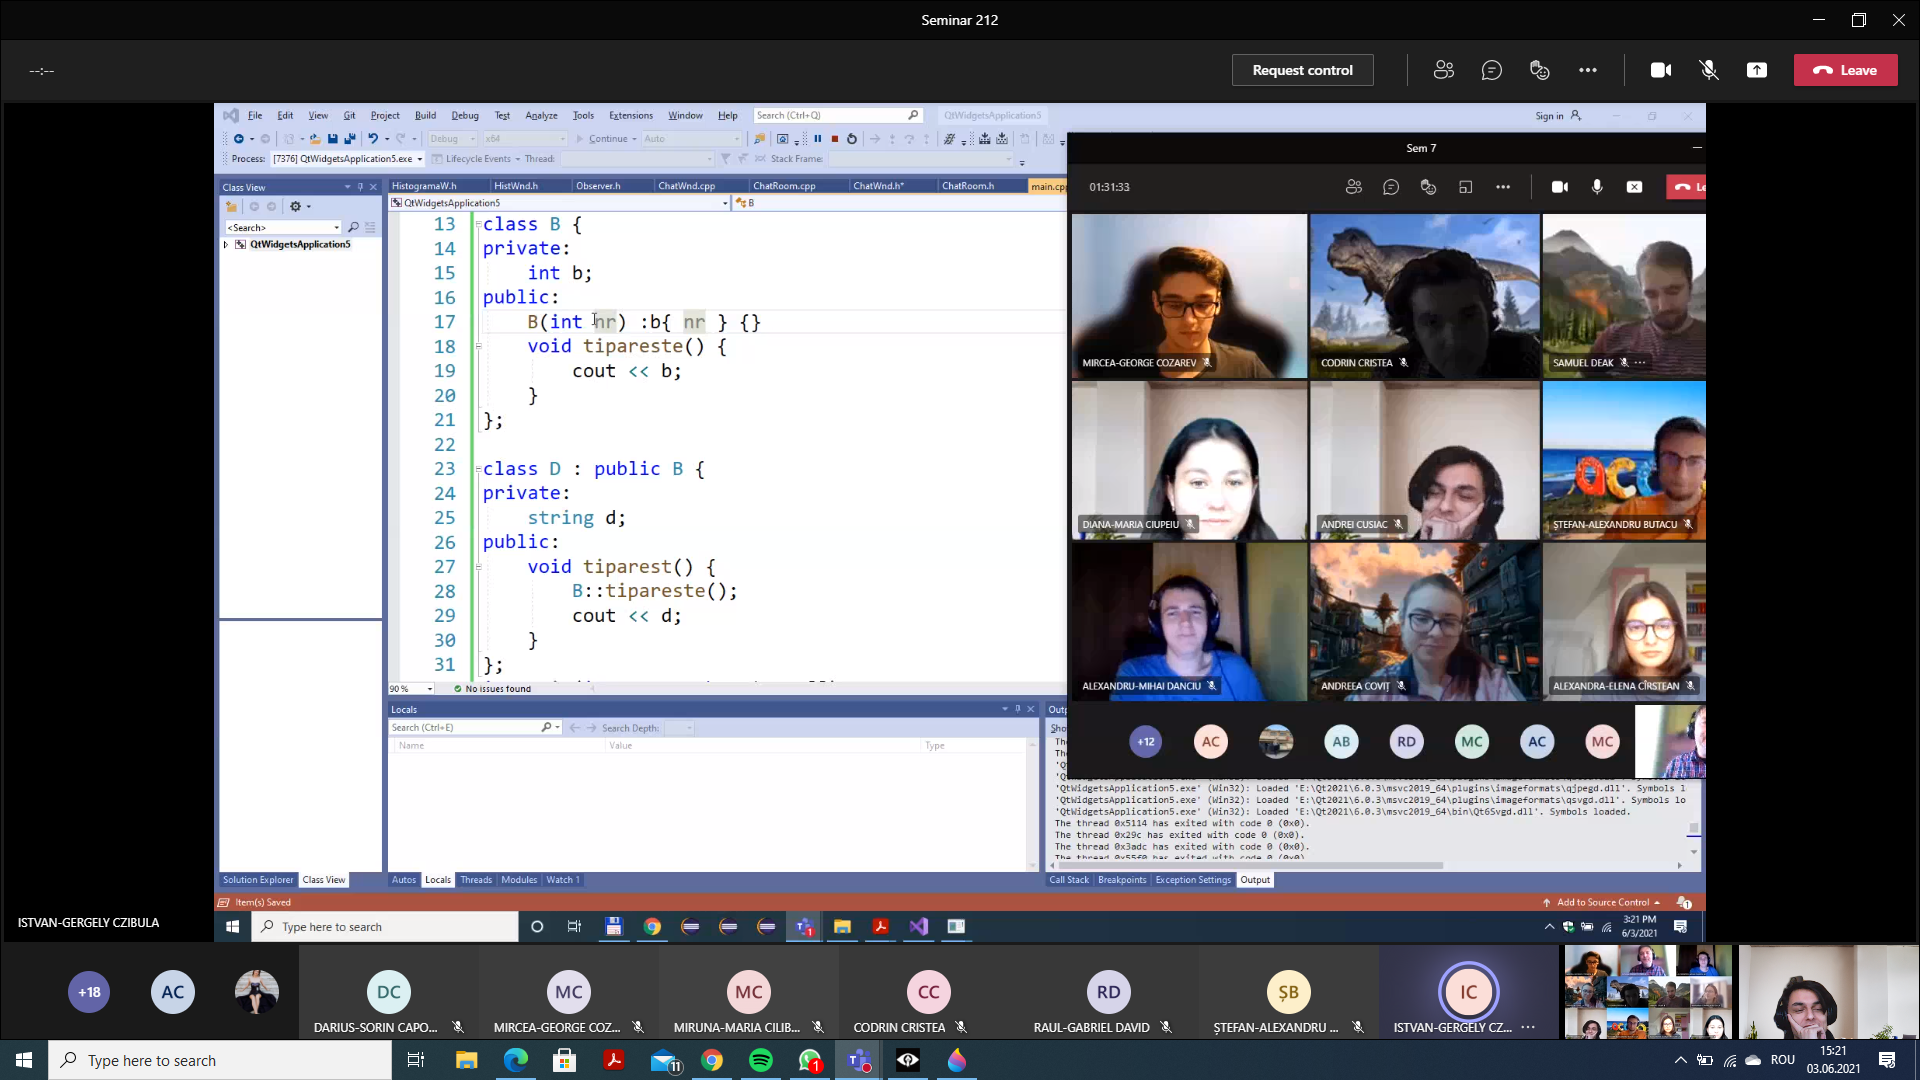 Seminar 212
--:--
Request control
Leave
File Edit View Git Project Build Debug Test Analyze Tools Extensions Window Help Search (Ctrl+Q) QtWidgetsApplication5 Sign in
Debug x64 Continue Auto
Process: [7376] QtWidgetsApplication5.exe Lifecycle Events Thread: Stack Frame:
Class View
<Search>
QtWidgetsApplication5
HistogramaW.h HistWnd.h Observer.h ChatWnd.cpp ChatRoom.cpp ChatWnd.h* ChatRoom.h main.cpp
QtWidgetsApplication5 B
13 class B {
14 private:
15 int b;
16 public:
17 B(int nr) :b{ nr } {}
18 void tipareste() {
19 cout << b;
20 }
21 };
22
23 class D : public B {
24 private:
25 string d;
26 public:
27 void tiparest() {
28 B::tipareste();
29 cout << d;
30 }
31 };
90 % No issues found
Sem 7
01:31:33
MIRCEA-GEORGE COZAREV
CODRIN CRISTEA
SAMUEL DEAK
DIANA-MARIA CIUPEIU
ANDREI CUSIAC
ȘTEFAN-ALEXANDRU BUTACU
ALEXANDRU-MIHAI DANCIU
ANDREEA COVIȚ
ALEXANDRA-ELENA CÎRSTEAN
+12 AC AB RD MC AC MC
Locals
Search (Ctrl+E) Search Depth:
Name Value Type
Autos Locals Threads Modules Watch 1
'QtWidgetsApplication5.exe' (Win32): Loaded 'E:\Qt2021\6.0.3\msvc2019_64\plugins\imageformats\qjpegd.dll'. Symbols l
'QtWidgetsApplication5.exe' (Win32): Loaded 'E:\Qt2021\6.0.3\msvc2019_64\plugins\imageformats\qsvgd.dll'. Symbols lo
'QtWidgetsApplication5.exe' (Win32): Loaded 'E:\Qt2021\6.0.3\msvc2019_64\bin\Qt6Svgd.dll'. Symbols loaded.
The thread 0x5114 has exited with code 0 (0x0).
The thread 0x29c has exited with code 0 (0x0).
The thread 0x3adc has exited with code 0 (0x0).
Call Stack Breakpoints Exception Settings Output
Solution Explorer Class View
Item(s) Saved
Add to Source Control
1
Type here to search
3:21 PM
6/3/2021
ISTVAN-GERGELY CZIBULA
+18 AC
DC
DARIUS-SORIN CAPO...
MC
MIRCEA-GEORGE COZ...
MC
MIRUNA-MARIA CILIB...
CC
CODRIN CRISTEA
RD
RAUL-GABRIEL DAVID
ȘB
ȘTEFAN-ALEXANDRU ...
IC
ISTVAN-GERGELY CZ...
Type here to search
11
1
ROU
15:21
03.06.2021